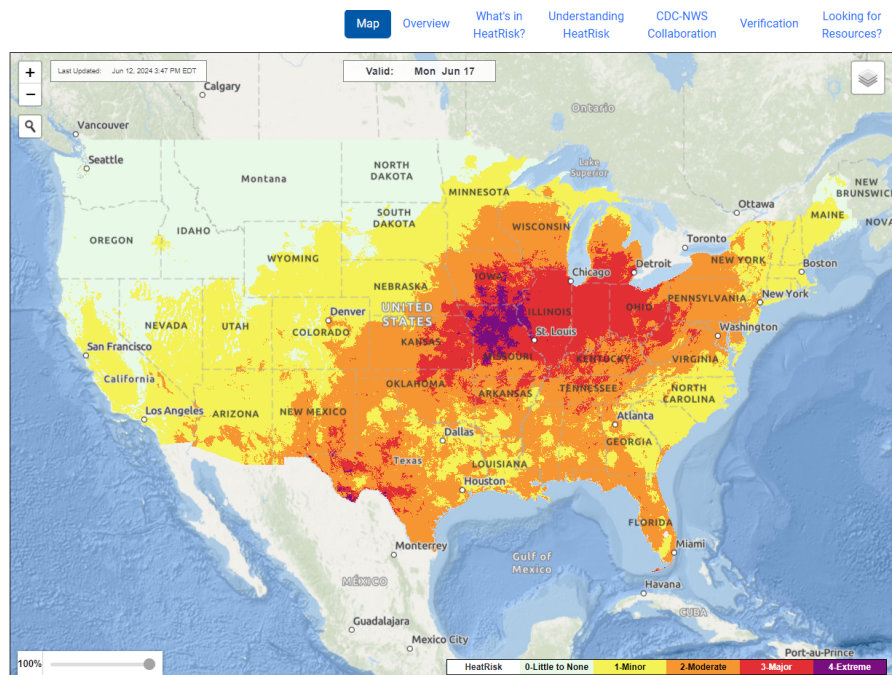 Map
Overview
What's in
HeatRisk?
Understanding
HeatRisk
CDC-NWS
Collaboration
Verification
Looking for
Resources?
+
−
Last Updated: Jun 12, 2024 3:47 PM EDT
Valid: Mon Jun 17
Calgary
Ontario
Vancouver
Seattle
Lake
Superior
NORTH
DAKOTA
Montana
MINNESOTA
NEW
BRUNSWIC
Ottawa
MAINE
NOVA
SOUTH
DAKOTA
WISCONSIN
IDAHO
OREGON
Toronto
WYOMING
NEW YORK
Boston
Detroit
IOWA
Chicago
NEBRASKA
PENNSYLVANIA
New York
UNITED
STATES
Denver
ILLINOIS
OHIO
NEVADA
UTAH
COLORADO
St. Louis
Washington
KANSAS
San Francisco
MISSOURI
KENTUCKY
VIRGINIA
California
OKLAHOMA
ARKANSAS
TENNESSEE
NORTH
CAROLINA
Los Angeles
ARIZONA
NEW MEXICO
Atlanta
Dallas
GEORGIA
Texas
LOUISIANA
Houston
FLORIDA
Monterrey
Miami
Gulf of
Mexico
MÉXICO
Havana
CUBA
Guadalajara
Mexico City
Port-au-Prince
100%
HeatRisk
0-Little to None
1-Minor
2-Moderate
3-Major
4-Extreme